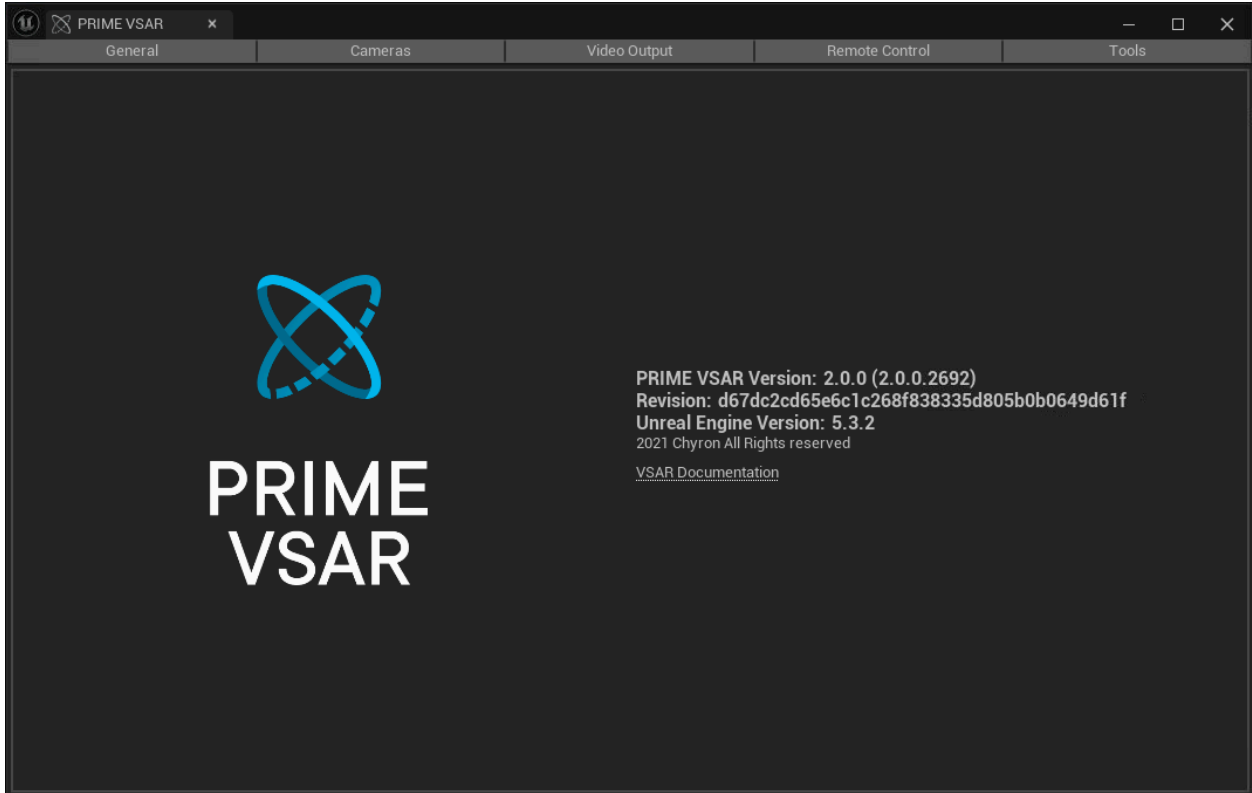 PRIME VSAR
General Cameras Video Output Remote Control Tools
PRIME
VSAR
PRIME VSAR Version: 2.0.0 (2.0.0.2692)
Revision: d67dc2cd65e6c1c268f838335d805b0b0649d61f
Unreal Engine Version: 5.3.2
2021 Chyron All Rights reserved
VSAR Documentation